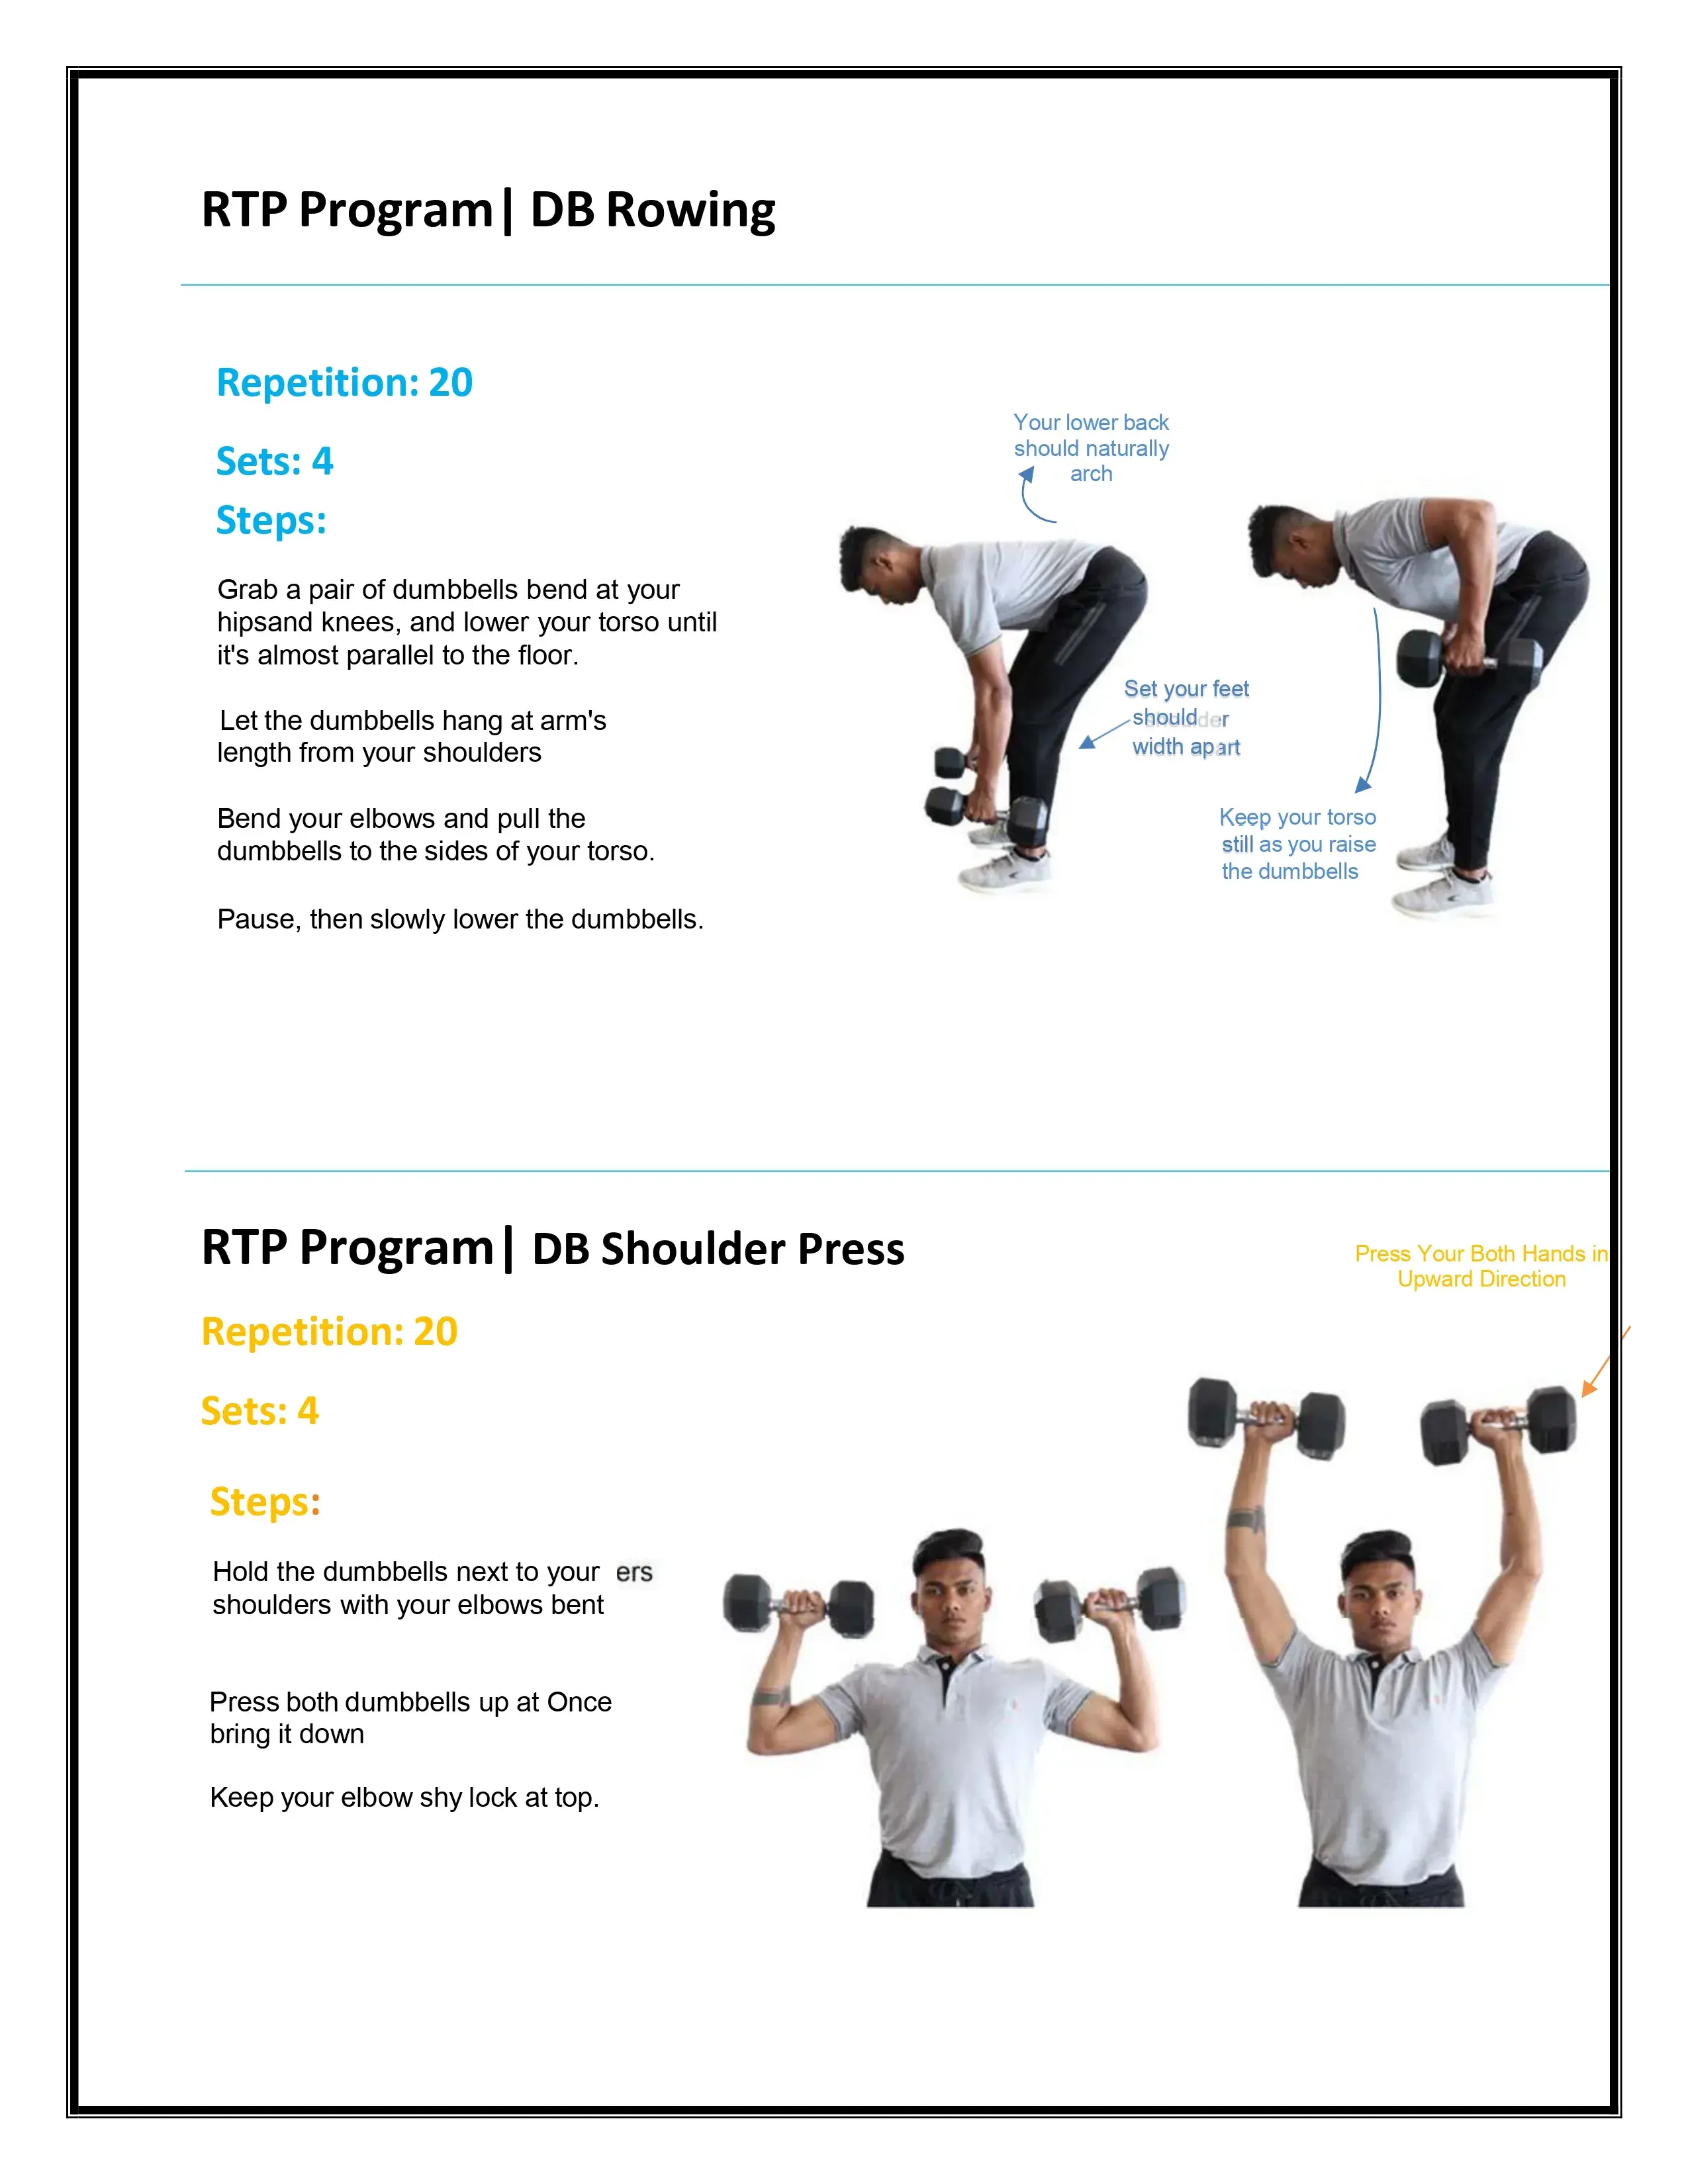 RTP Program| DB Rowing
Repetition: 20
Sets: 4
Steps:
Grab a pair of dumbbells bend at your
hipsand knees, and lower your torso until
it's almost parallel to the floor.
Let the dumbbells hang at arm's
length from your shoulders
Bend your elbows and pull the
dumbbells to the sides of your torso.
Pause, then slowly lower the dumbbells.
Your lower back
should naturally
arch
Set your feet
shoulder
width apart
Keep your torso
still as you raise
the dumbbells
RTP Program| DB Shoulder Press
Repetition: 20
Sets: 4
Steps:
Hold the dumbbells next to your ers
shoulders with your elbows bent
Press both dumbbells up at Once
bring it down
Keep your elbow shy lock at top.
Press Your Both Hands in
Upward Direction